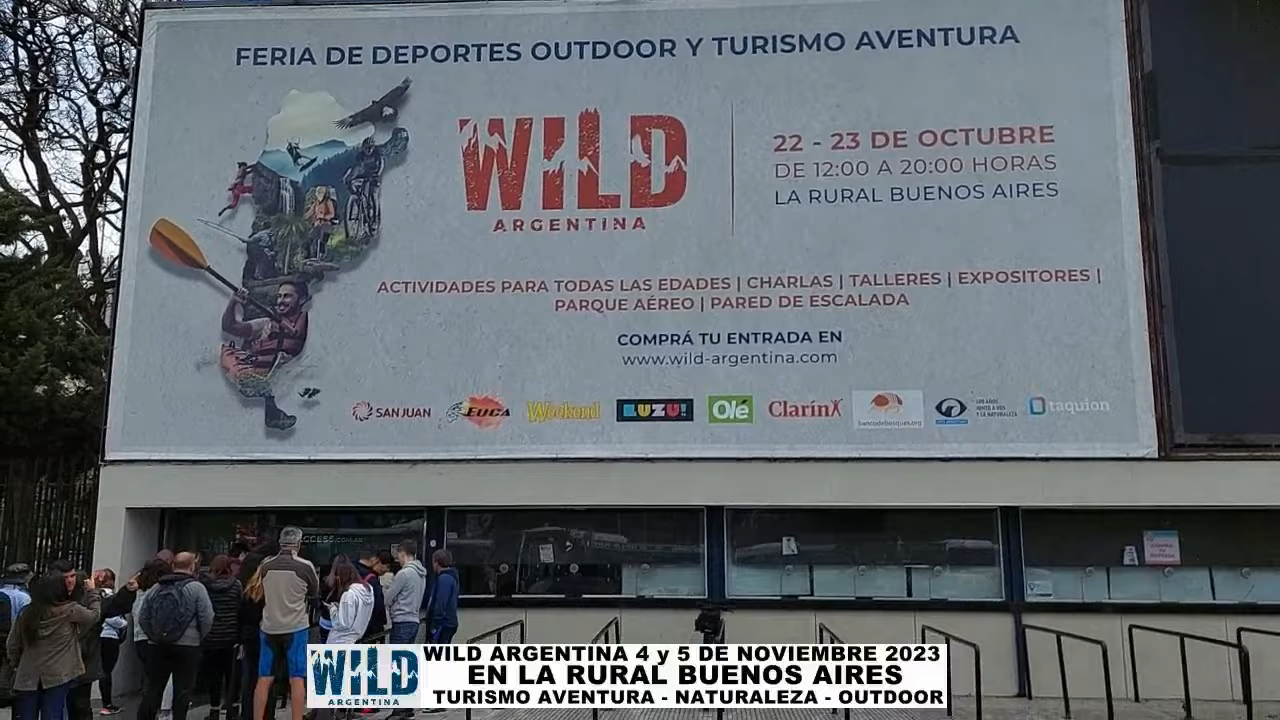 FERIA DE DEPORTES OUTDOOR Y TURISMO AVENTURA
WILD
ARGENTINA
22 - 23 DE OCTUBRE
DE 12:00 A 20:00 HORAS
LA RURAL BUENOS AIRES
ACTIVIDADES PARA TODAS LAS EDADES | CHARLAS | TALLERES | EXPOSITORES |
PARQUE AÉREO | PARED DE ESCALADA
COMPRÁ TU ENTRADA EN
www.wild-argentina.com
SAN JUAN
EUCA
Weekend
LUZU!
Olé
Clarín
bancodebosques.org
taquion
WILD
ARGENTINA
WILD ARGENTINA 4 y 5 DE NOVIEMBRE 2023
EN LA RURAL BUENOS AIRES
TURISMO AVENTURA - NATURALEZA - OUTDOOR